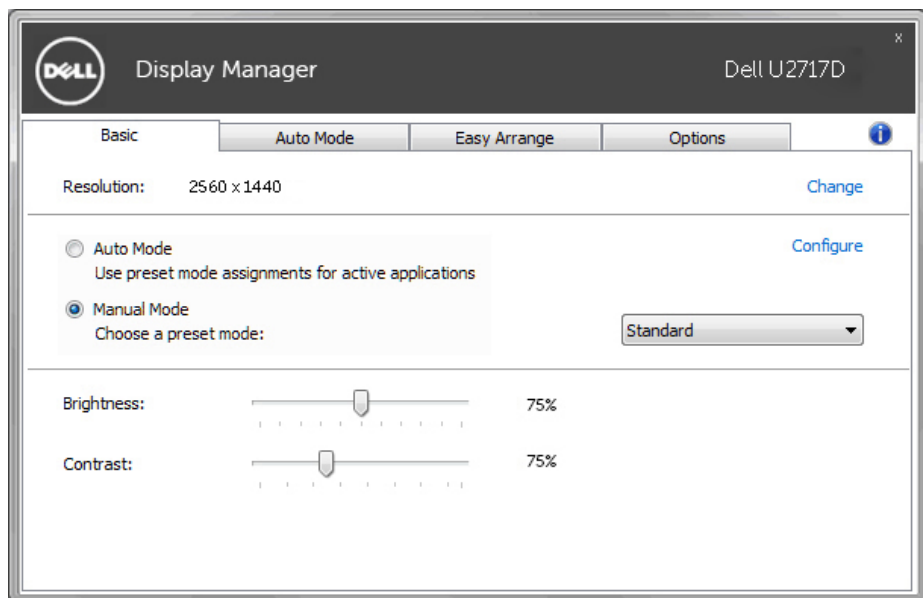 DELL
Display Manager
Dell U2717D
x
Basic
Auto Mode
Easy Arrange
Options
i
Resolution: 2560 x 1440 Change
Auto Mode Configure
Use preset mode assignments for active applications
Manual Mode
Choose a preset mode: Standard
Brightness: 75%
Contrast: 75%